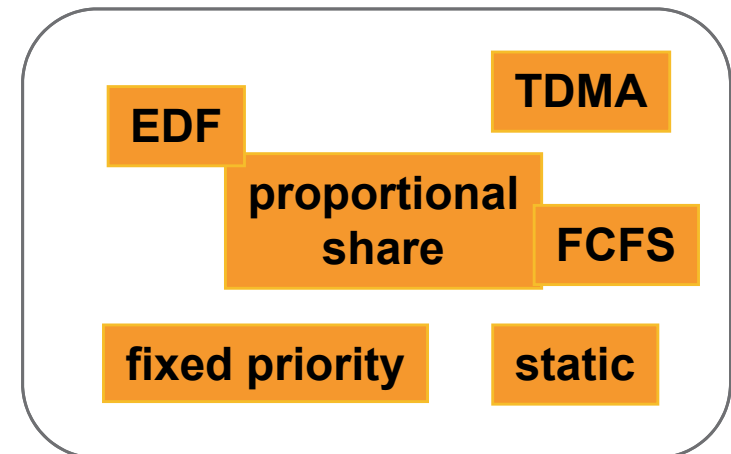 TDMA
EDF
proportional
share
FCFS
fixed priority
static